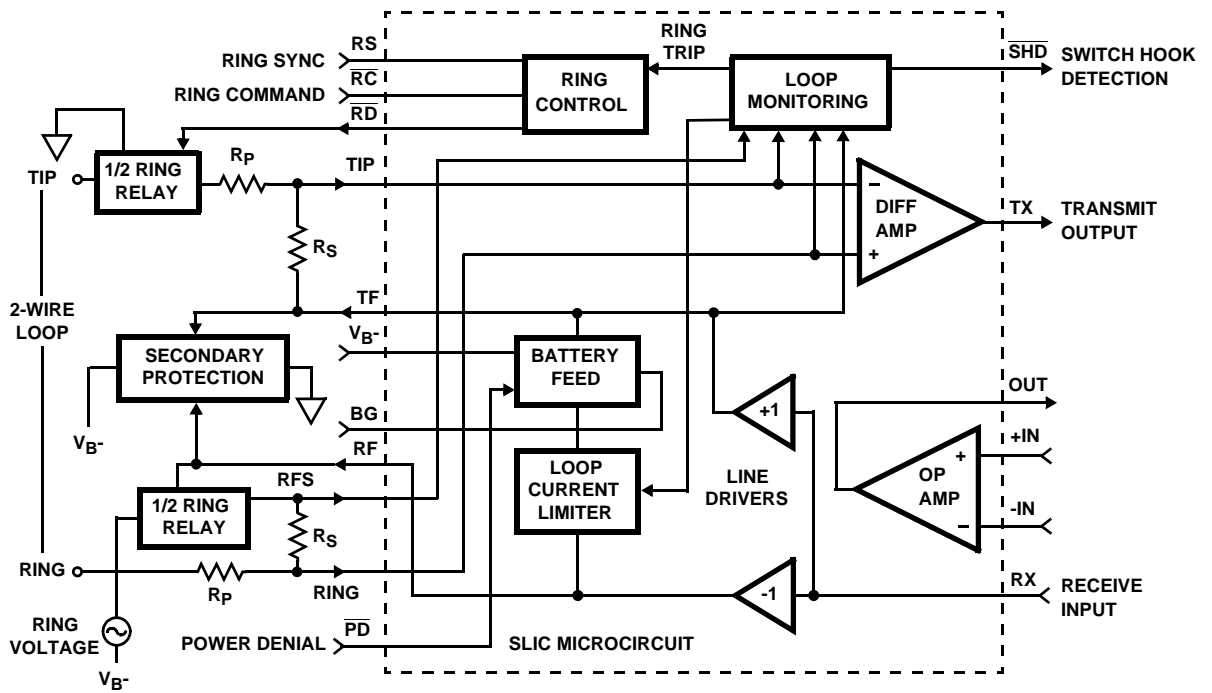 RING SYNC
RS
RING COMMAND
RC
RD
RING
CONTROL
RING
TRIP
LOOP
MONITORING
SHD
SWITCH HOOK
DETECTION
TIP
1/2 RING
RELAY
RP
TIP
RS
−
DIFF
AMP
+
TX
TRANSMIT
OUTPUT
2-WIRE
LOOP
TF
VB-
SECONDARY
PROTECTION
VB-
BATTERY
FEED
BG
RF
+1
LINE
DRIVERS
OUT
+IN
+
OP
AMP
−
-IN
LOOP
CURRENT
LIMITER
RFS
1/2 RING
RELAY
RS
RING
RP
RING
-1
RX
RECEIVE
INPUT
RING
VOLTAGE
VB-
POWER DENIAL
PD
SLIC MICROCIRCUIT